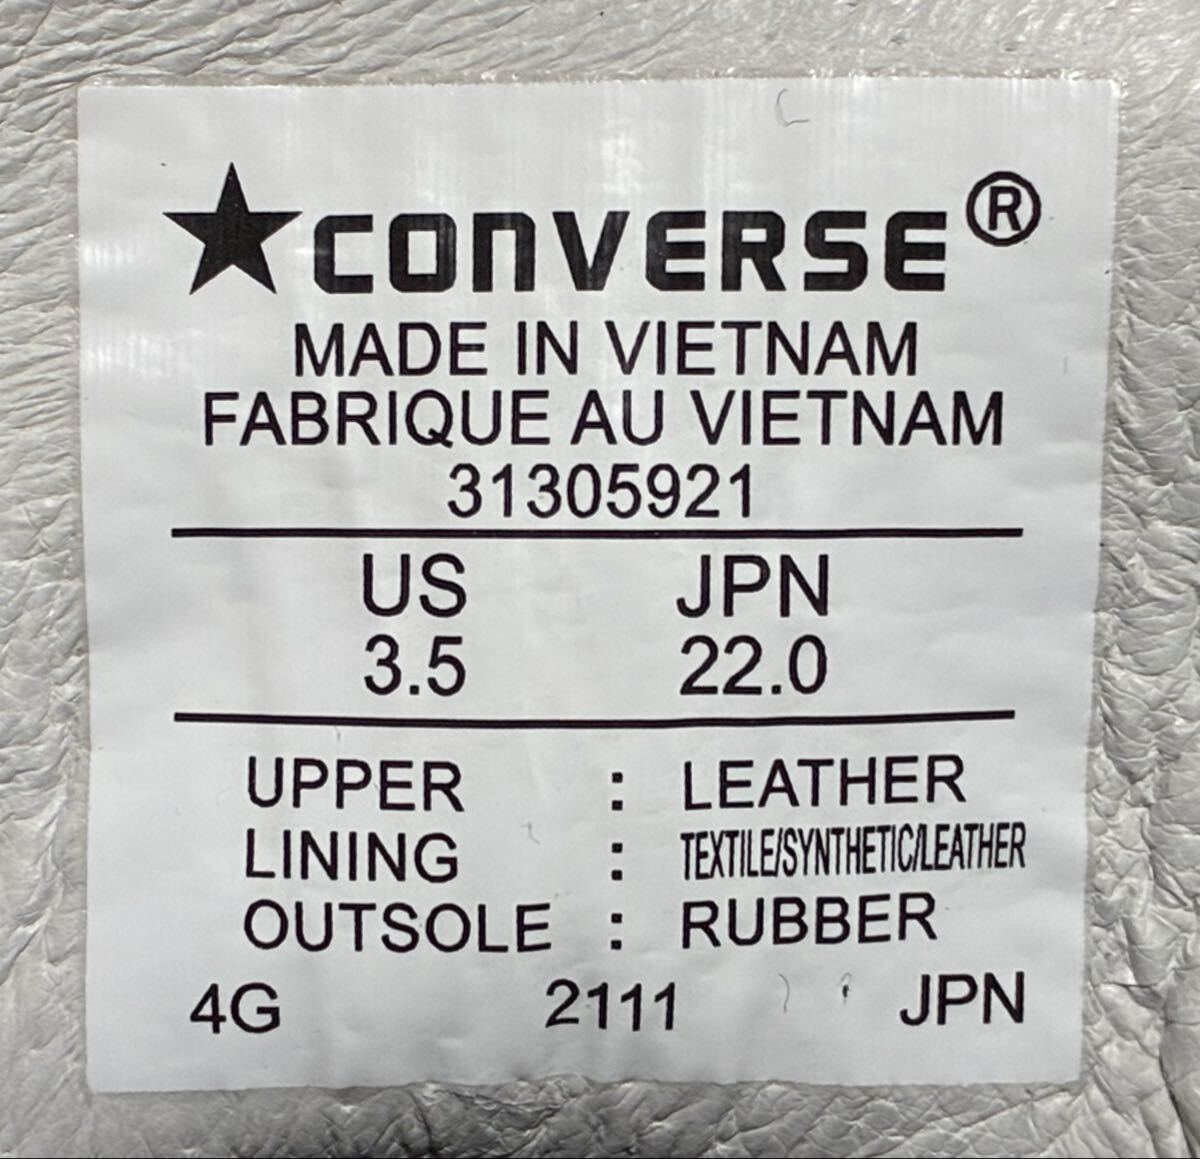 ★CONVERSE®
MADE IN VIETNAM
FABRIQUE AU VIETNAM
31305921
US JPN
3.5 22.0
UPPER : LEATHER
LINING : TEXTILE/SYNTHETIC/LEATHER
OUTSOLE : RUBBER
4G 2111 JPN